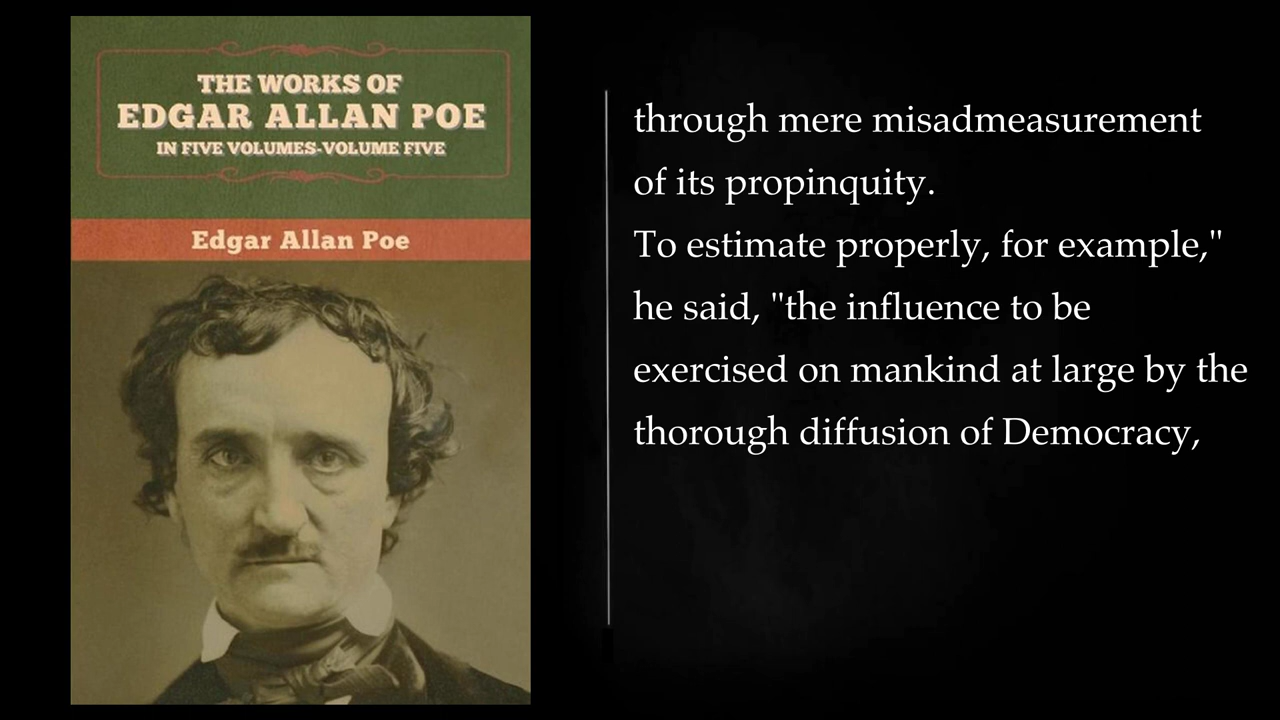 THE WORKS OF
EDGAR ALLAN POE
IN FIVE VOLUMES-VOLUME FIVE
Edgar Allan Poe
through mere misadmeasurement
of its propinquity.
To estimate properly, for example,"
he said, "the influence to be
exercised on mankind at large by the
thorough diffusion of Democracy,